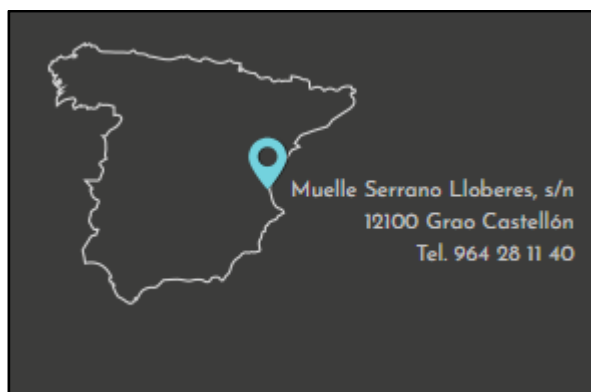 Muelle Serrano Lloberes, s/n
12100 Grao Castellón
Tel. 964 28 11 40